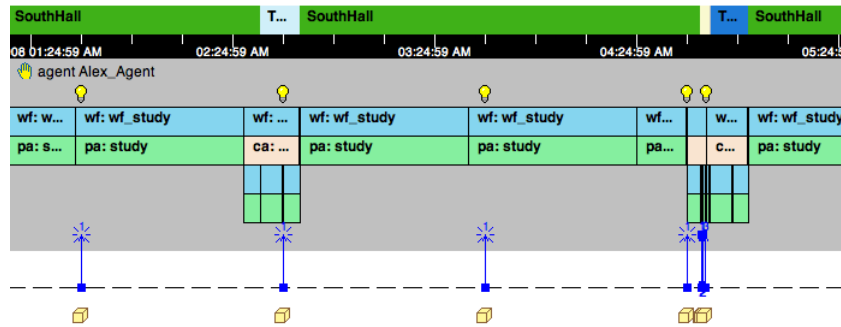 SouthHall T... SouthHall T... SouthHall
08 01:24:59 AM 02:24:59 AM 03:24:59 AM 04:24:59 AM 05:24:5
agent Alex_Agent
wf: w... wf: wf_study wf: ... wf: wf_study wf: wf_study wf... w... wf: wf_study
pa: s... pa: study ca: ... pa: study pa: study pa... c... pa: study
1 1 1 1
2